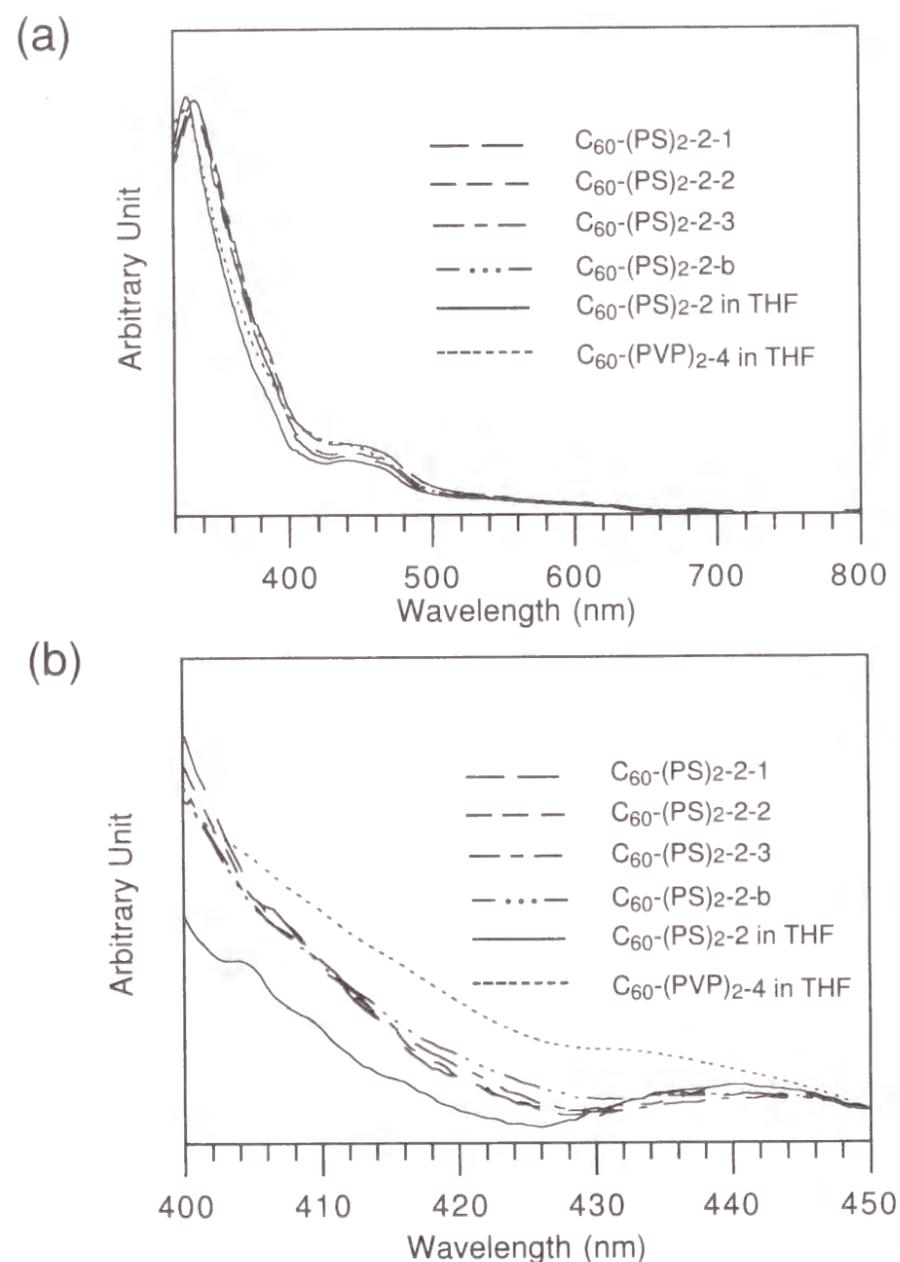 (a)
Arbitrary Unit
C60-(PS)2-2-1
C60-(PS)2-2-2
C60-(PS)2-2-3
C60-(PS)2-2-b
C60-(PS)2-2 in THF
C60-(PVP)2-4 in THF
400 500 600 700 800
Wavelength (nm)
(b)
Arbitrary Unit
C60-(PS)2-2-1
C60-(PS)2-2-2
C60-(PS)2-2-3
C60-(PS)2-2-b
C60-(PS)2-2 in THF
C60-(PVP)2-4 in THF
400 410 420 430 440 450
Wavelength (nm)